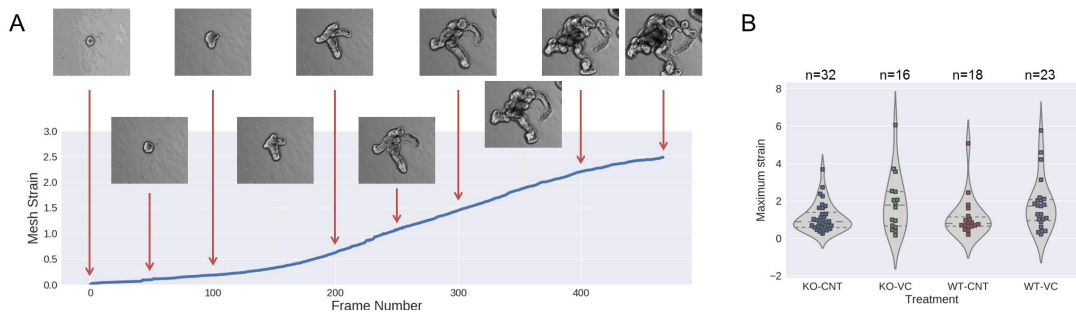 A
3.0
2.5
2.0
1.5
1.0
0.5
0.0
Mesh Strain
0
100
200
300
400
Frame Number
B
n=32
n=16
n=18
n=23
8
6
4
2
0
−2
Maximum strain
KO-CNT
KO-VC
WT-CNT
WT-VC
Treatment